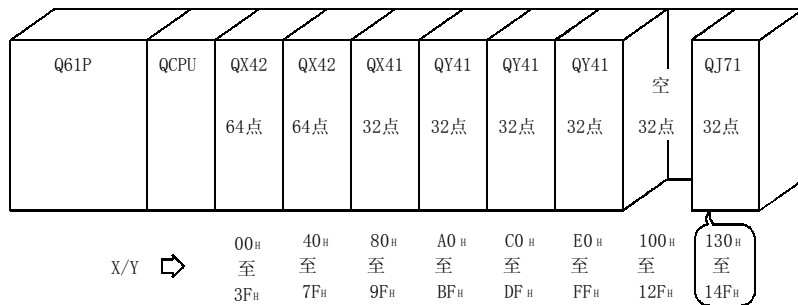 Q61P QCPU QX42 QX42 QX41 QY41 QY41 QY41 空 QJ71
64点 64点 32点 32点 32点 32点 32点 32点
00H 40H 80H A0H C0H E0H 100H 130H
X/Y 至 至 至 至 至 至 至 至
3FH 7FH 9FH BFH DFH FFH 12FH 14FH